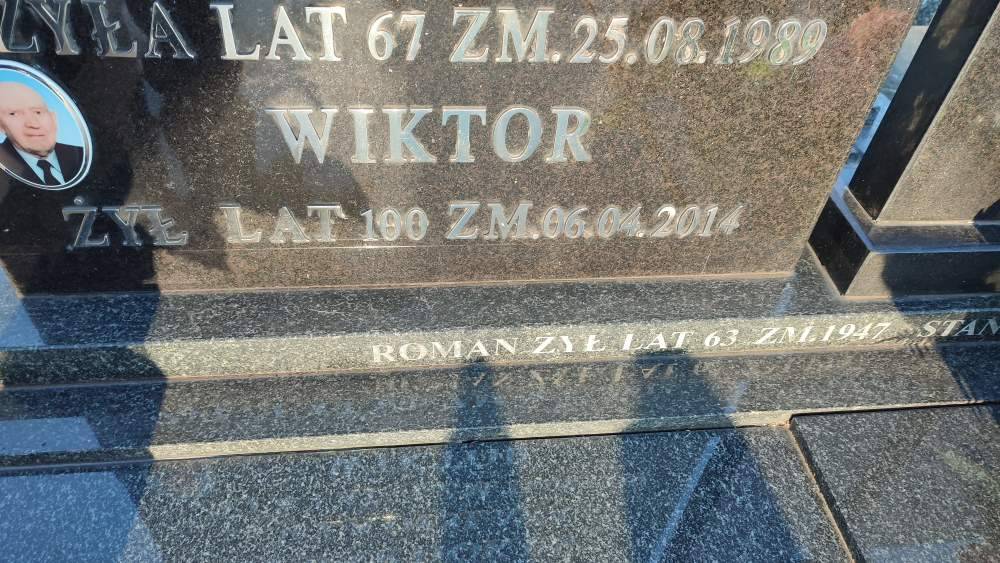 ŻYŁA LAT 67 ZM. 25.08.1989
WIKTOR
ŻYŁ LAT 100 ZM. 06.04.2014
ROMAN ŻYŁ LAT 63 ZM. 1947